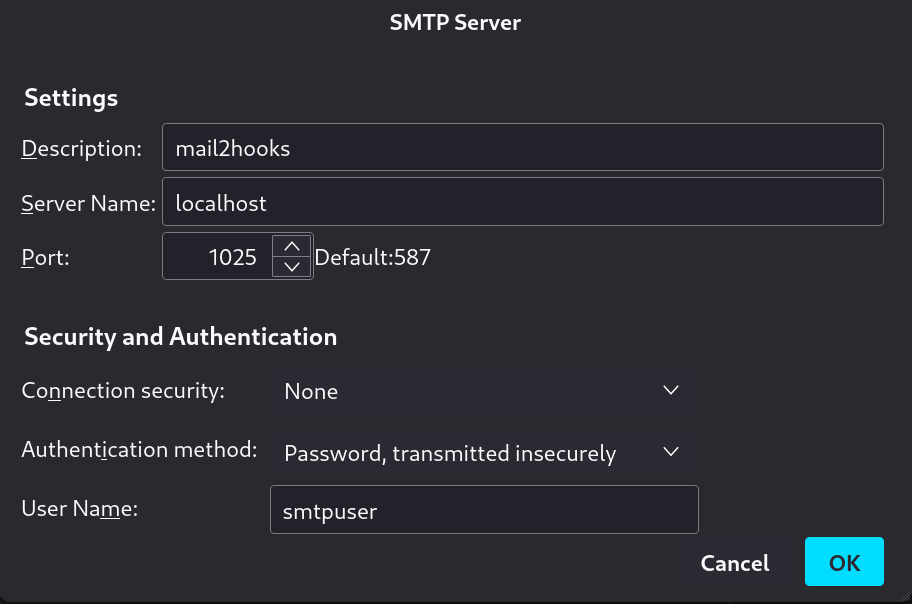 SMTP Server
Settings
Description: mail2hooks
Server Name: localhost
Port: 1025 Default:587
Security and Authentication
Connection security: None
Authentication method: Password, transmitted insecurely
User Name: smtpuser
Cancel OK